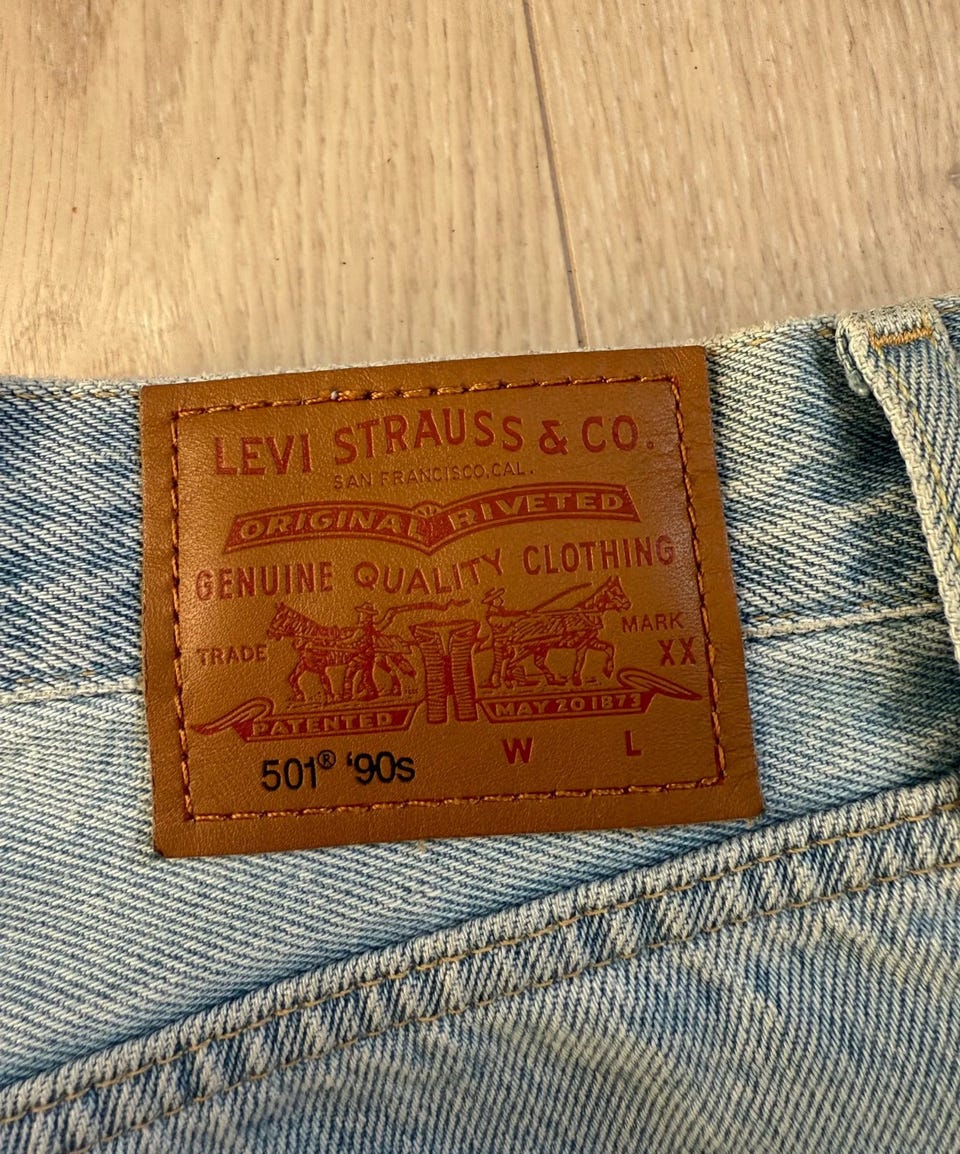 LEVI STRAUSS & CO.
SAN FRANCISCO, CAL.
ORIGINAL RIVETED
GENUINE QUALITY CLOTHING
TRADE MARK
XX
PATENTED MAY 20 1873
501® ‘90s W L